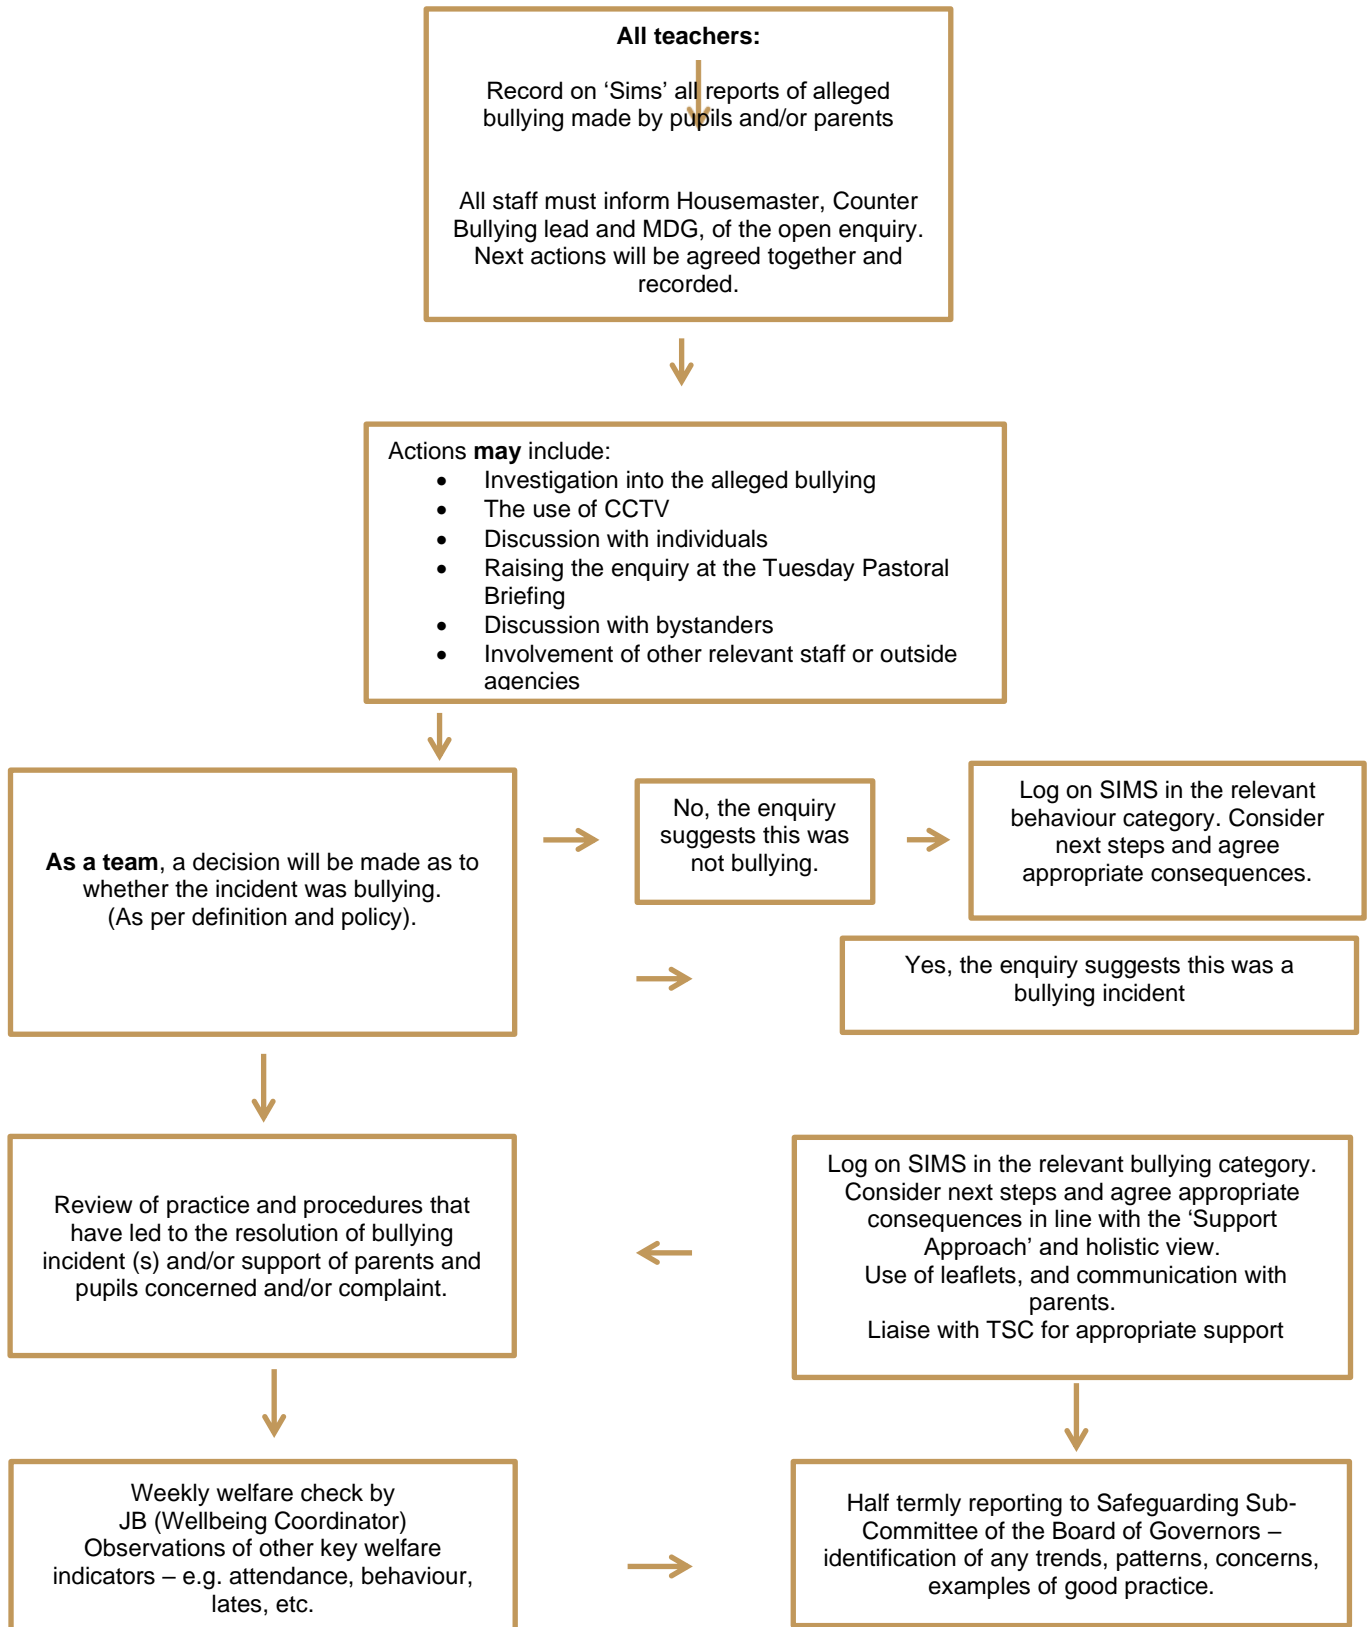 All teachers:
Record on ‘Sims’ all reports of alleged
bullying made by pupils and/or parents
All staff must inform Housemaster, Counter
Bullying lead and MDG, of the open enquiry.
Next actions will be agreed together and
recorded.
Actions may include:
• Investigation into the alleged bullying
• The use of CCTV
• Discussion with individuals
• Raising the enquiry at the Tuesday Pastoral
Briefing
• Discussion with bystanders
• Involvement of other relevant staff or outside
agencies
As a team, a decision will be made as to
whether the incident was bullying.
(As per definition and policy).
No, the enquiry
suggests this was
not bullying.
Log on SIMS in the relevant
behaviour category. Consider
next steps and agree
appropriate consequences.
Yes, the enquiry suggests this was a
bullying incident
Review of practice and procedures that
have led to the resolution of bullying
incident (s) and/or support of parents and
pupils concerned and/or complaint.
Log on SIMS in the relevant bullying category.
Consider next steps and agree appropriate
consequences in line with the ‘Support
Approach’ and holistic view.
Use of leaflets, and communication with
parents.
Liaise with TSC for appropriate support
Weekly welfare check by
JB (Wellbeing Coordinator)
Observations of other key welfare
indicators – e.g. attendance, behaviour,
lates, etc.
Half termly reporting to Safeguarding Sub-
Committee of the Board of Governors –
identification of any trends, patterns, concerns,
examples of good practice.